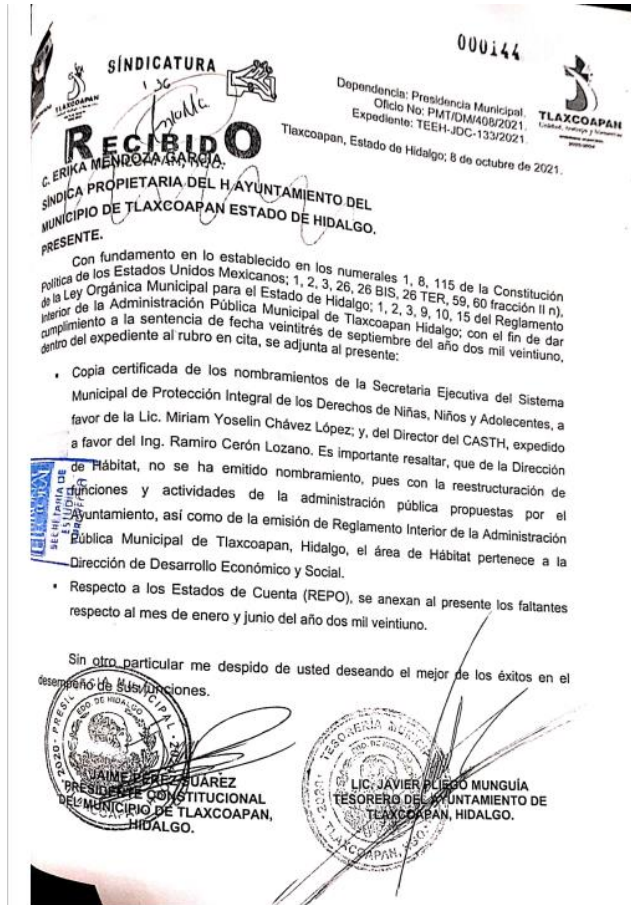 000144
SÍNDICATURA
TLAXCOAPAN
RECIBIDO
Dependencia: Presidencia Municipal.
Oficio No: PMT/DM/408/2021.
Expediente: TEEH-JDC-133/2021.
TLAXCOAPAN
Tlaxcoapan, Estado de Hidalgo; 8 de octubre de 2021.
C. ERIKA MENDOZA GARCIA.
SÍNDICA PROPIETARIA DEL H AYUNTAMIENTO DEL
MUNICIPIO DE TLAXCOAPAN ESTADO DE HIDALGO.
PRESENTE.
Con fundamento en lo establecido en los numerales 1, 8, 115 de la Constitución
Política de los Estados Unidos Mexicanos; 1, 2, 3, 26, 26 BIS, 26 TER, 59, 60 fracción II n),
de la Ley Orgánica Municipal para el Estado de Hidalgo; 1, 2, 3, 9, 10, 15 del Reglamento
Interior de la Administración Pública Municipal de Tlaxcoapan Hidalgo; con el fin de dar
cumplimiento a la sentencia de fecha veintitrés de septiembre del año dos mil veintiuno,
dentro del expediente al rubro en cita, se adjunta al presente:
▪ Copia certificada de los nombramientos de la Secretaria Ejecutiva del Sistema
Municipal de Protección Integral de los Derechos de Niñas, Niños y Adolecentes, a
favor de la Lic. Miriam Yoselin Chávez López; y, del Director del CASTH, expedido
a favor del Ing. Ramiro Cerón Lozano. Es importante resaltar, que de la Dirección
de Hábitat, no se ha emitido nombramiento, pues con la reestructuración de
funciones y actividades de la administración pública propuestas por el
Ayuntamiento, así como de la emisión de Reglamento Interior de la Administración
Pública Municipal de Tlaxcoapan, Hidalgo, el área de Hábitat pertenece a la
Dirección de Desarrollo Económico y Social.
▪ Respecto a los Estados de Cuenta (REPO), se anexan al presente los faltantes
respecto al mes de enero y junio del año dos mil veintiuno.
SECRETARIA DE
ESTUDIO
Sin otro particular me despido de usted deseando el mejor de los éxitos en el
desempeño de sus funciones.
JAIME PÉREZ SUÁREZ
PRESIDENTE CONSTITUCIONAL
DEL MUNICIPIO DE TLAXCOAPAN,
HIDALGO.
LIC. JAVIER PLIEGO MUNGUÍA
TESORERO DEL AYUNTAMIENTO DE
TLAXCOAPAN, HIDALGO.